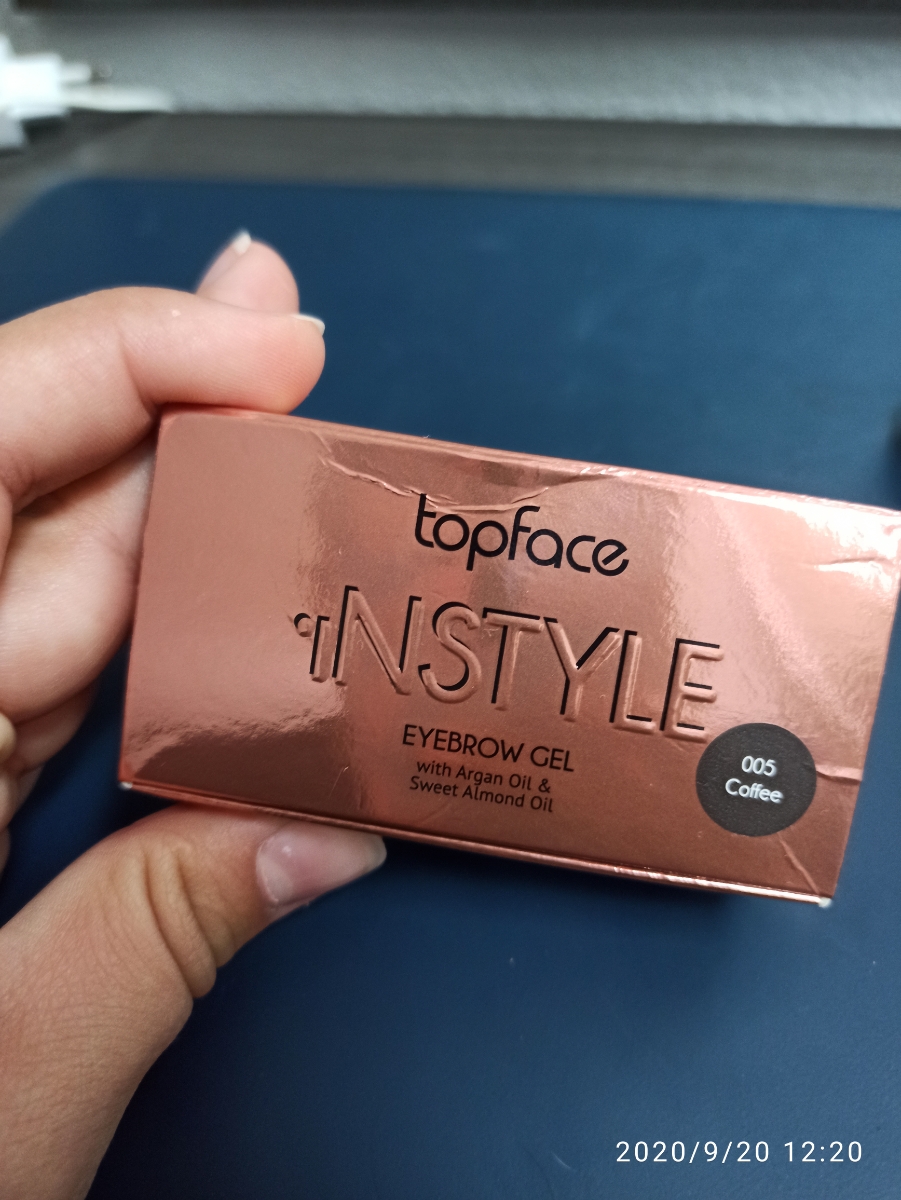 topface
INSTYLE
EYEBROW GEL
with Argan Oil &
Sweet Almond Oil
005
Coffee
2020/9/20 12:20